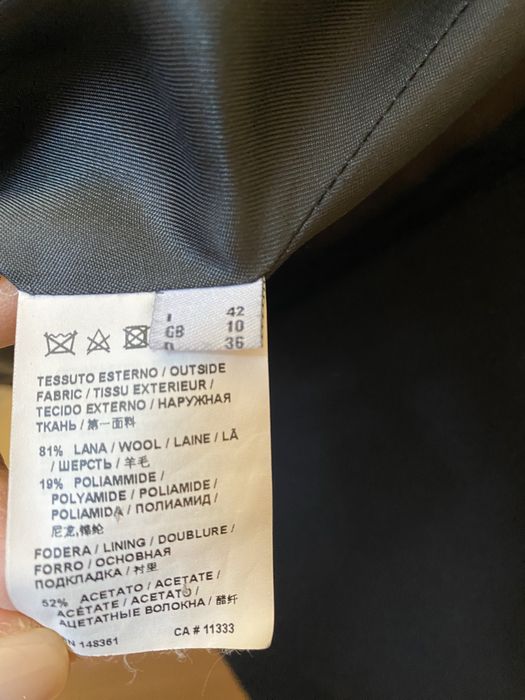 I 42
GB 10
D 36
TESSUTO ESTERNO / OUTSIDE
FABRIC / TISSU EXTERIEUR /
TECIDO EXTERNO / НАРУЖНАЯ
ТКАНЬ / 第一面料
81% LANA / WOOL / LAINE / LÃ
/ ШЕРСТЬ / 羊毛
19% POLIAMMIDE /
POLYAMIDE / POLIAMIDE /
POLIAMIDA / ПОЛИАМИД /
尼龙,锦纶
FODERA / LINING / DOUBLURE /
FORRO / ОСНОВНАЯ
ПОДКЛАДКА / 衬里
52% ACETATO / ACETATE /
ACÉTATE / ACETATO /
АЦЕТАТНЫЕ ВОЛОКНА / 醋纤
N 148361 CA # 11333